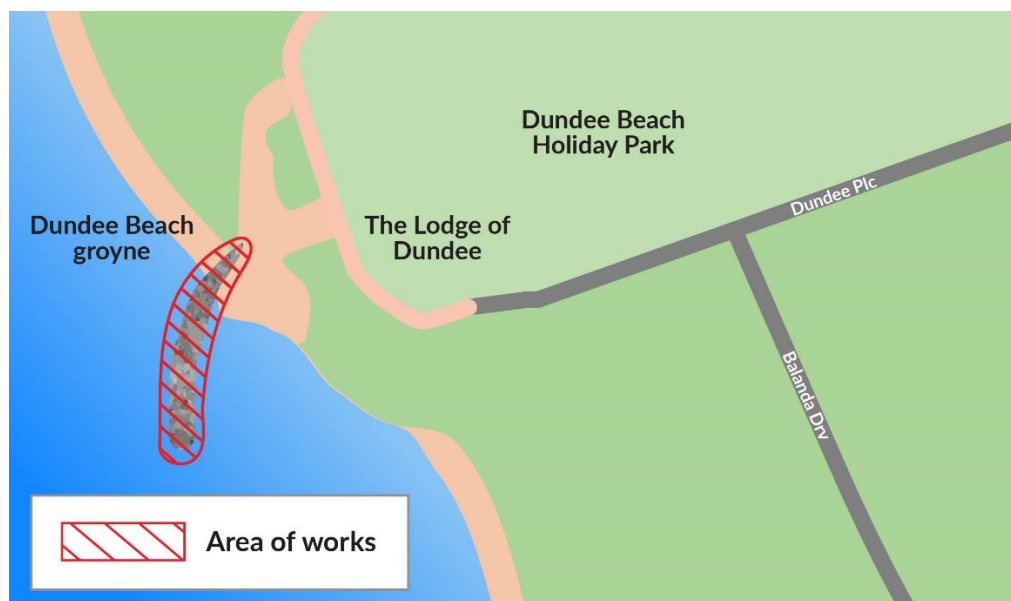 Dundee Beach
Holiday Park
Dundee Plc
Dundee Beach
groyne
The Lodge of
Dundee
Balanda Drv
Area of works